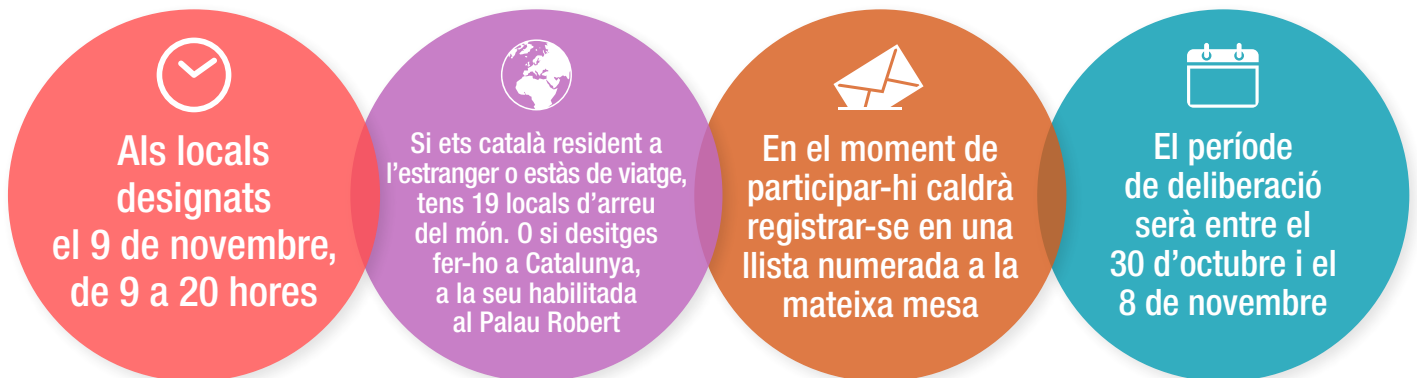 Als locals
designats
el 9 de novembre,
de 9 a 20 hores
Si ets català resident a
l'estranger o estàs de viatge,
tens 19 locals d'arreu
del món. O si desitges
fer-ho a Catalunya,
a la seu habilitada
al Palau Robert
En el moment de
participar-hi caldrà
registrar-se en una
llista numerada a la
mateixa mesa
El període
de deliberació
serà entre el
30 d'octubre i el
8 de novembre